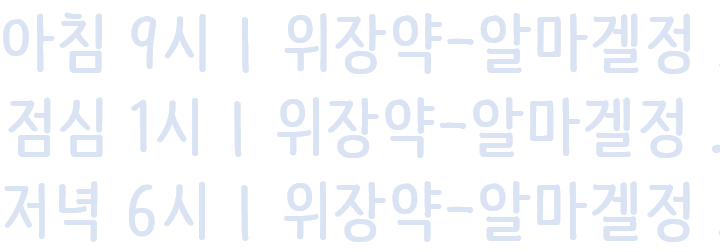 아침 9시 | 위장약-알마겔정
점심 1시 | 위장약-알마겔정
저녁 6시 | 위장약-알마겔정